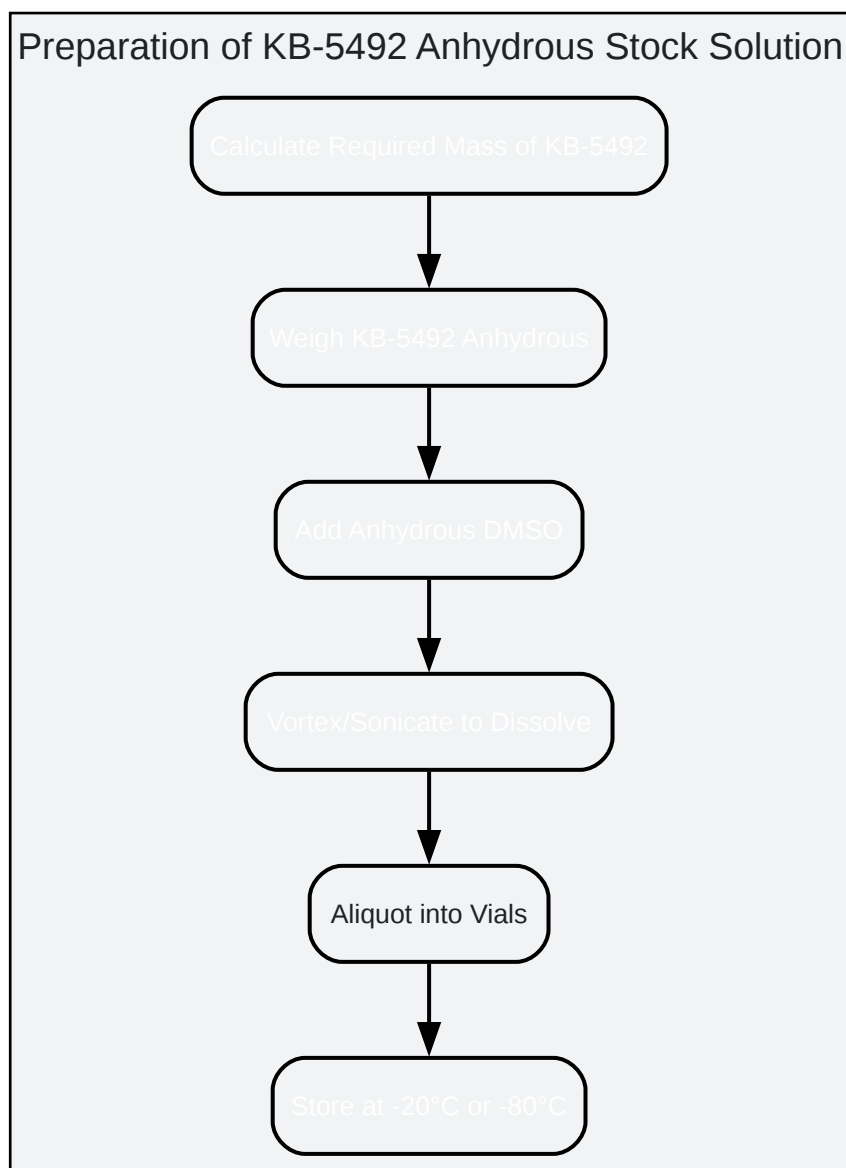 Preparation of KB-5492 Anhydrous Stock Solution
Calculate Required Mass of KB-5492
Weigh KB-5492 Anhydrous
Add Anhydrous DMSO
Vortex/Sonicate to Dissolve
Aliquot into Vials
Store at -20°C or -80°C